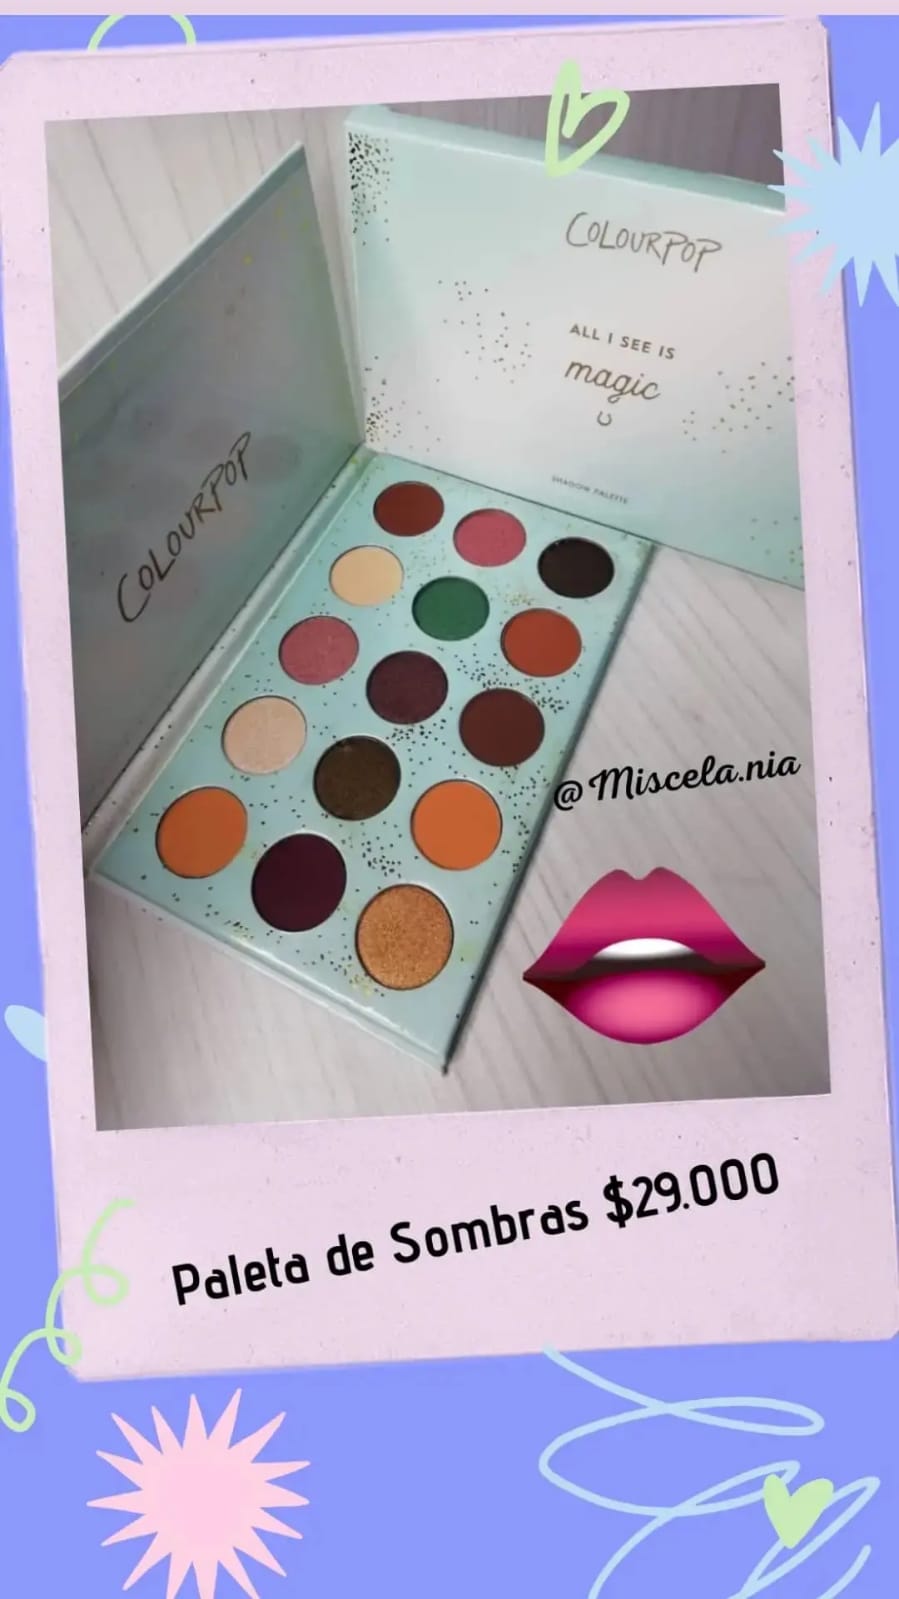 COLOURPOP
ALL I SEE IS
magic
SHADOW PALETTE
COLOURPOP
@Miscela.nia
Paleta de Sombras $29.000